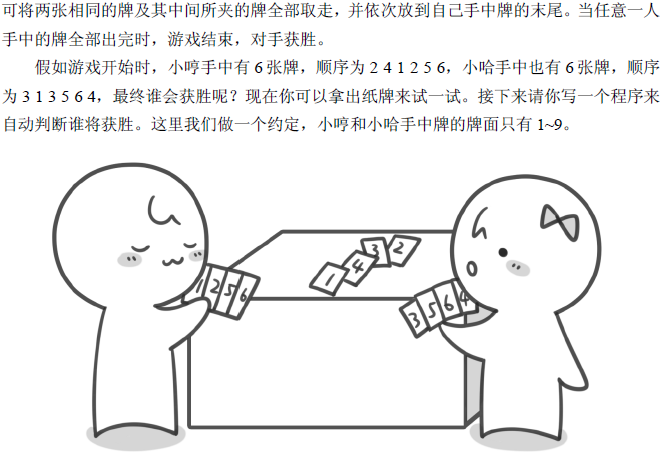 可将两张相同的牌及其中间所夹的牌全部取走，并依次放到自己手中牌的末尾。当任意一人
手中的牌全部出完时，游戏结束，对手获胜。
假如游戏开始时，小哼手中有 6 张牌，顺序为 2 4 1 2 5 6，小哈手中也有 6 张牌，顺序
为 3 1 3 5 6 4，最终谁会获胜呢？现在你可以拿出纸牌来试一试。接下来请你写一个程序来
自动判断谁将获胜。这里我们做一个约定，小哼和小哈手中牌的牌面只有 1~9。
1 4 3 2
1 2 5 6
3 5 6 4